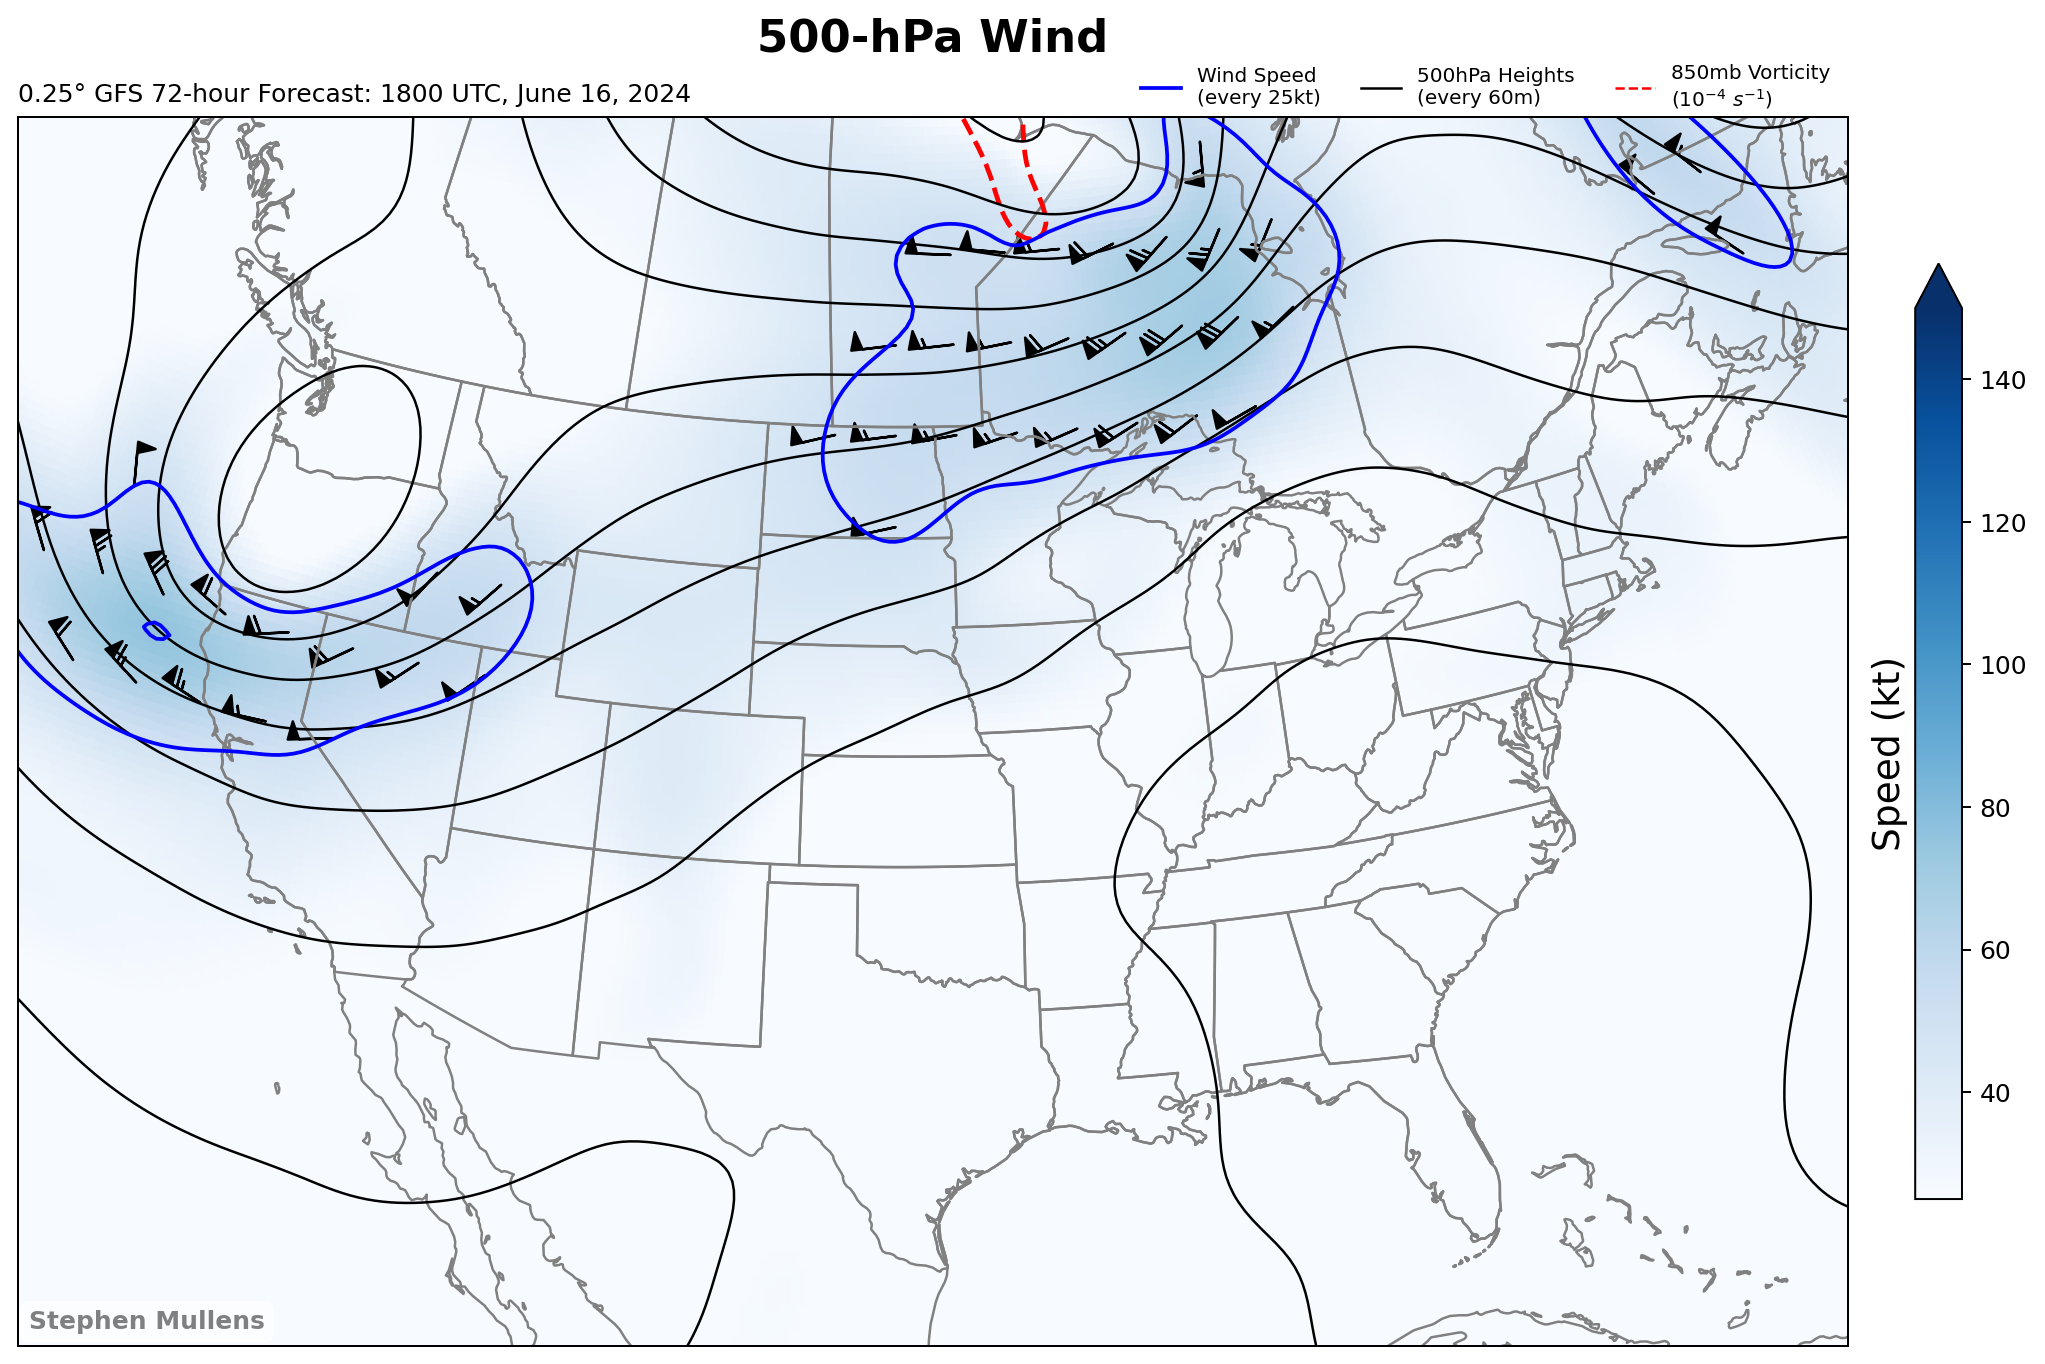 500-hPa Wind
0.25° GFS 72-hour Forecast: 1800 UTC, June 16, 2024
Wind Speed
(every 25kt)
500hPa Heights
(every 60m)
850mb Vorticity
(10⁻⁴ s⁻¹)
140
120
100
80
60
40
Speed (kt)
Stephen Mullens